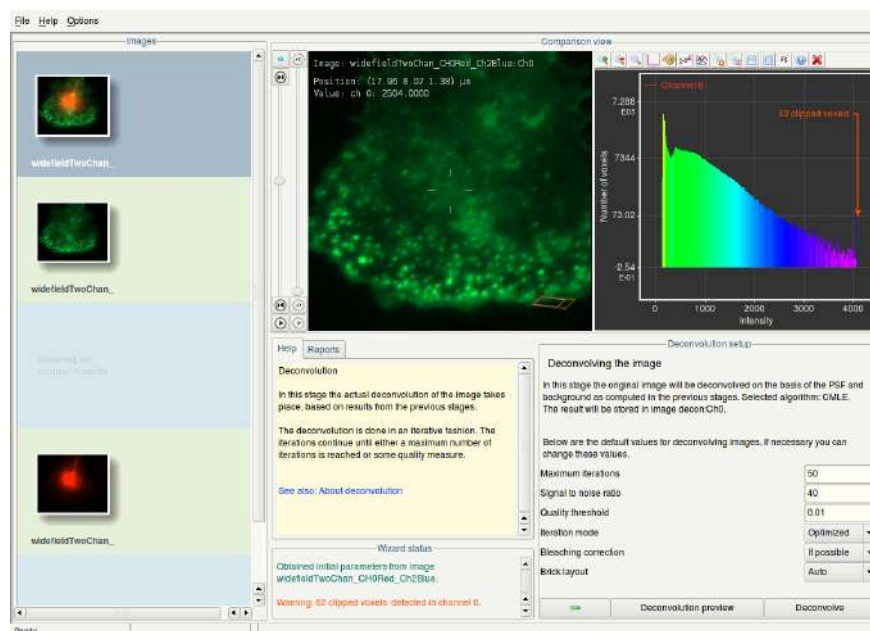 File Help Options
Images
widefieldTwoChan_
widefieldTwoChan_
Reserved for
channel 1 results
widefieldTwoChan_
Comparison view
Image: widefieldTwoChan_CH0Red_Ch2Blue:Ch0
Position: (17.96 8.07 1.38) μm
Value: ch 0: 2504.0000
Channel 0
62 clipped voxels
Number of voxels
7.288
E05
7344
73.02
-2.54
E-01
0 1000 2000 3000 4000
Intensity
Help Reports
Deconvolution
In this stage the actual deconvolution of the image takes
place, based on results from the previous stages.
The deconvolution is done in an iterative fashion. The
iterations continue until either a maximum number of
iterations is reached or some quality measure.
See also: About deconvolution
Wizard status
Obtained initial parameters from image
widefieldTwoChan_CH0Red_Ch2Blue.
Warning: 62 clipped voxels detected in channel 0.
Deconvolution setup
Deconvolving the image
In this stage the original image will be deconvolved on the basis of the PSF and
background as computed in the previous stages. Selected algorithm: CMLE.
The result will be stored in image decon:Ch0.
Below are the default values for deconvolving images. If necessary you can
change these values.
Maximum iterations 50
Signal to noise ratio 40
Quality threshold 0.01
Iteration mode Optimized
Bleaching correction If possible
Brick layout Auto
Deconvolution preview Deconvolve